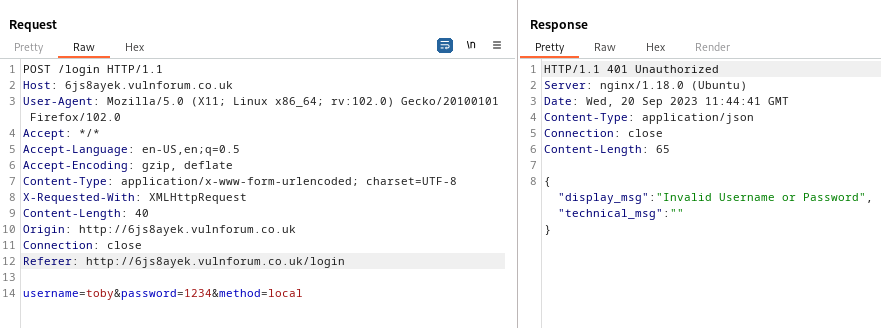 Request
Pretty Raw Hex
\n
1 POST /login HTTP/1.1
2 Host: 6js8ayek.vulnforum.co.uk
3 User-Agent: Mozilla/5.0 (X11; Linux x86_64; rv:102.0) Gecko/20100101
Firefox/102.0
4 Accept: */*
5 Accept-Language: en-US,en;q=0.5
6 Accept-Encoding: gzip, deflate
7 Content-Type: application/x-www-form-urlencoded; charset=UTF-8
8 X-Requested-With: XMLHttpRequest
9 Content-Length: 40
10 Origin: http://6js8ayek.vulnforum.co.uk
11 Connection: close
12 Referer: http://6js8ayek.vulnforum.co.uk/login
13
14 username=toby&password=1234&method=local
Response
Pretty Raw Hex Render
1 HTTP/1.1 401 Unauthorized
2 Server: nginx/1.18.0 (Ubuntu)
3 Date: Wed, 20 Sep 2023 11:44:41 GMT
4 Content-Type: application/json
5 Connection: close
6 Content-Length: 65
7
8 {
"display_msg":"Invalid Username or Password",
"technical_msg":""
}